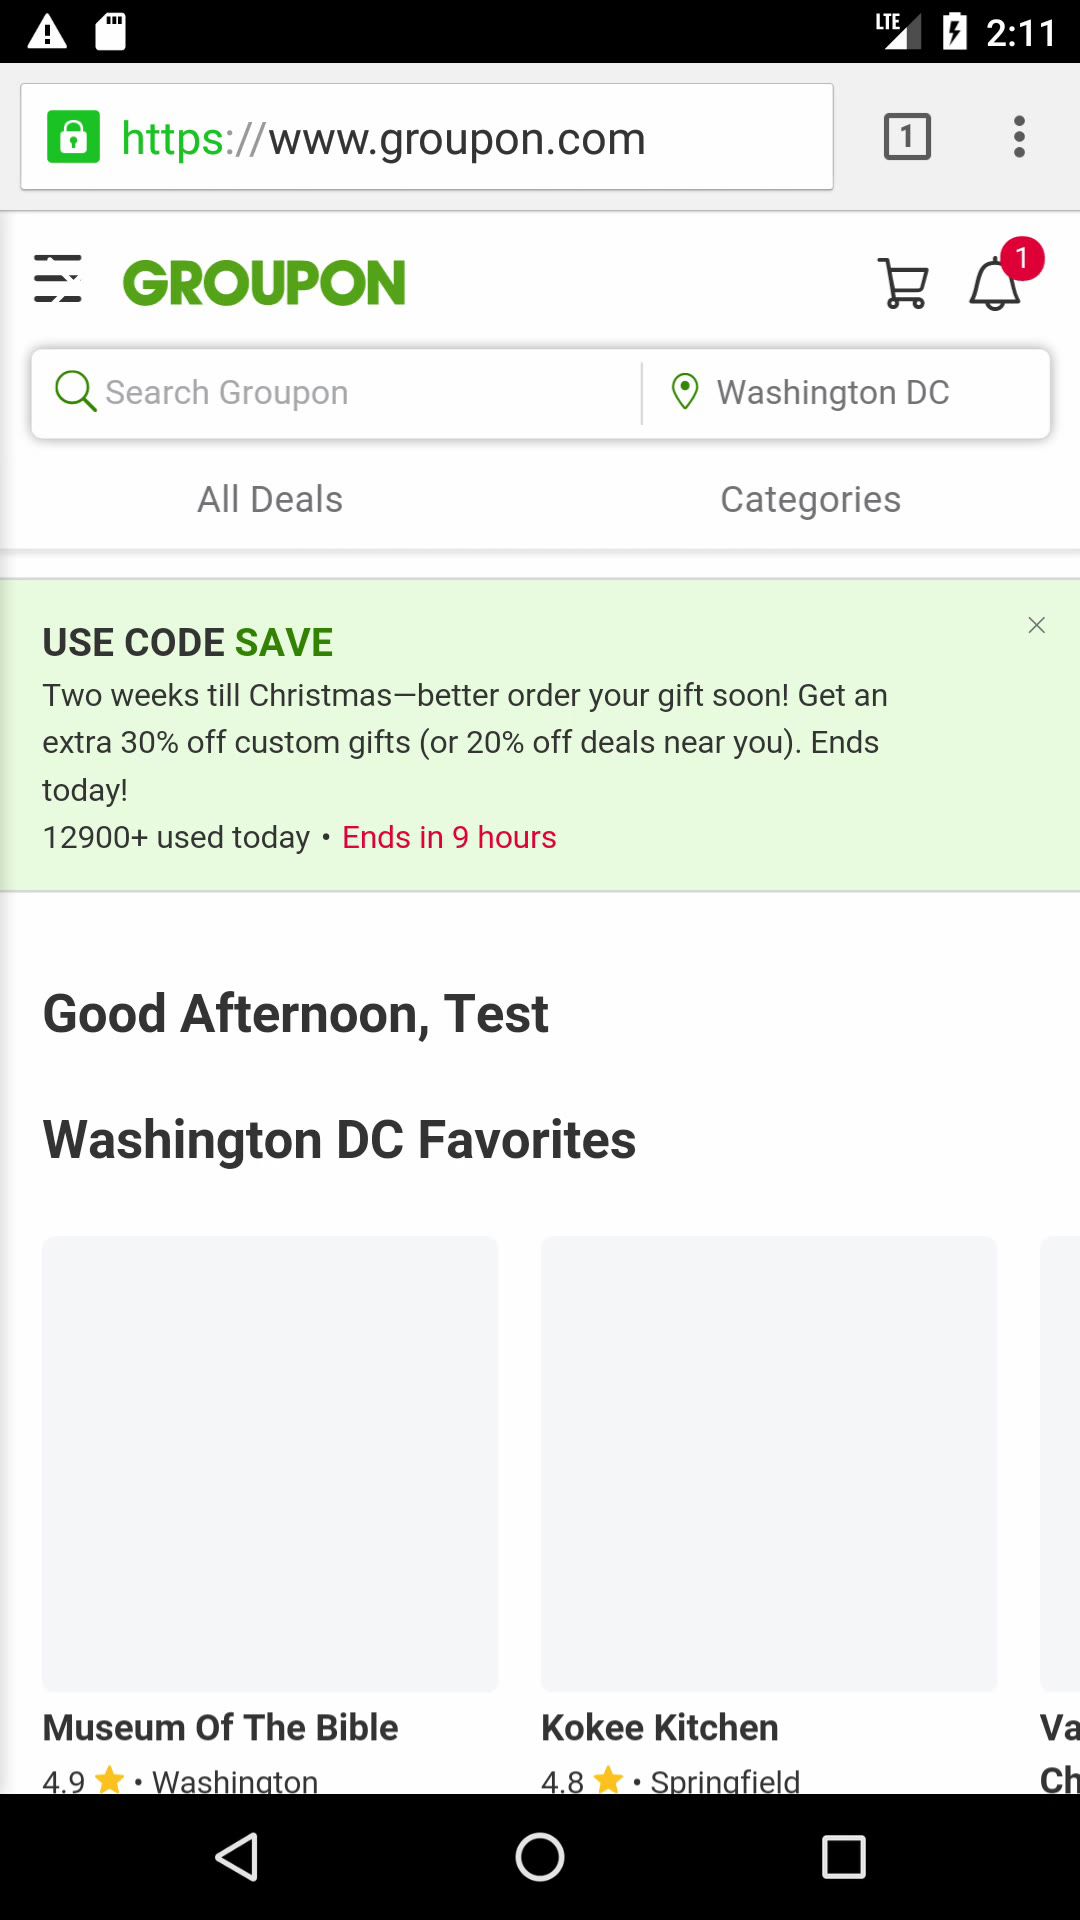 LTE 2:11
https://www.groupon.com 1
GROUPON 1
Search Groupon Washington DC
All Deals Categories
USE CODE SAVE
Two weeks till Christmas—better order your gift soon! Get an
extra 30% off custom gifts (or 20% off deals near you). Ends
today!
12900+ used today • Ends in 9 hours
Good Afternoon, Test
Washington DC Favorites
Museum Of The Bible Kokee Kitchen Va
4.9 • Washington 4.8 • Springfield Ch